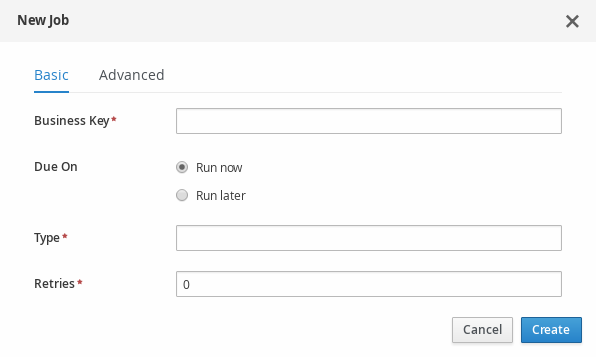 New Job
Basic Advanced
Business Key*
Due On Run now
Run later
Type*
Retries* 0
Cancel Create